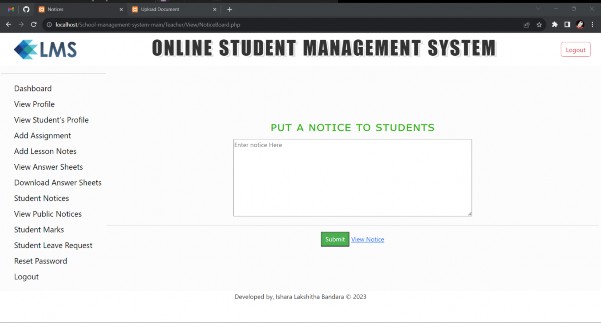 Notices
Upload Document
localhost/School-management-system-main/Teacher/View/NoticeBoard.php
LMS
ONLINE STUDENT MANAGEMENT SYSTEM
Logout
Dashboard
View Profile
View Student's Profile
Add Assignment
Add Lesson Notes
View Answer Sheets
Download Answer Sheets
Student Notices
View Public Notices
Student Marks
Student Leave Request
Reset Password
Logout
PUT A NOTICE TO STUDENTS
Enter notice Here
Submit View Notice
Developed by, Ishara Lakshitha Bandara © 2023